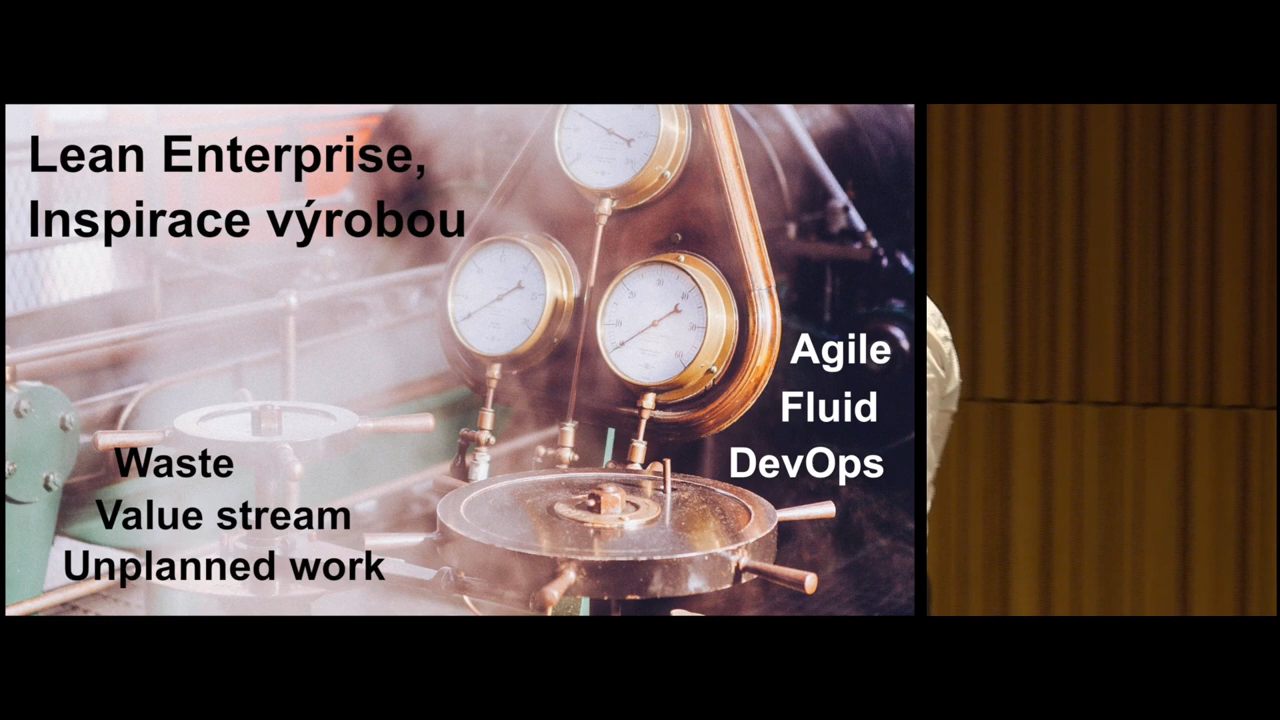 Lean Enterprise,
Inspirace výrobou
Agile
Fluid
DevOps
Waste
Value stream
Unplanned work